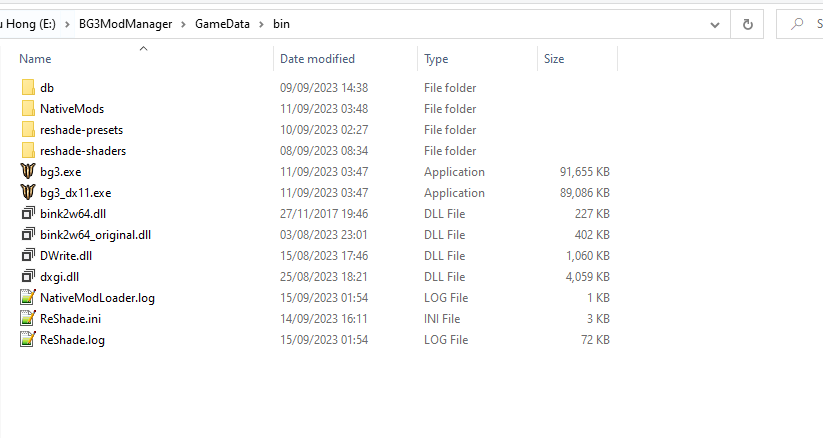 u Hong (E:) > BG3ModManager > GameData > bin
Name Date modified Type Size
db 09/09/2023 14:38 File folder
NativeMods 11/09/2023 03:48 File folder
reshade-presets 10/09/2023 02:27 File folder
reshade-shaders 08/09/2023 08:34 File folder
bg3.exe 11/09/2023 03:47 Application 91,655 KB
bg3_dx11.exe 11/09/2023 03:47 Application 89,086 KB
bink2w64.dll 27/11/2017 19:46 DLL File 227 KB
bink2w64_original.dll 03/08/2023 23:01 DLL File 402 KB
DWrite.dll 15/08/2023 17:46 DLL File 1,060 KB
dxgi.dll 25/08/2023 18:21 DLL File 4,059 KB
NativeModLoader.log 15/09/2023 01:54 LOG File 1 KB
ReShade.ini 14/09/2023 16:11 INI File 3 KB
ReShade.log 15/09/2023 01:54 LOG File 72 KB